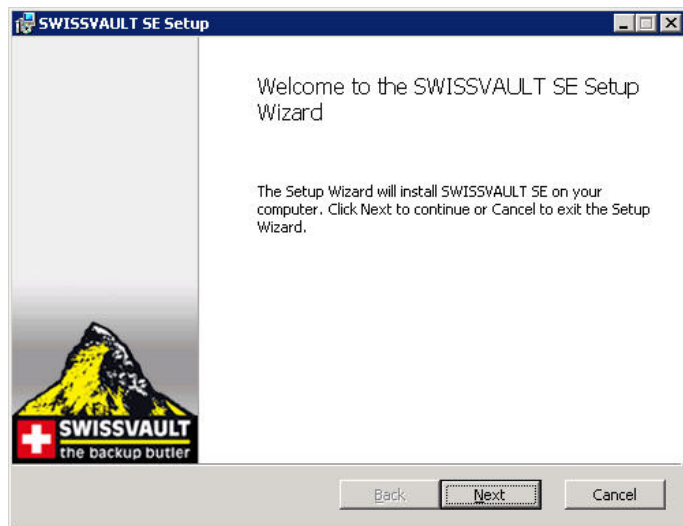 SWISSVAULT SE Setup
Welcome to the SWISSVAULT SE Setup
Wizard
The Setup Wizard will install SWISSVAULT SE on your
computer. Click Next to continue or Cancel to exit the Setup
Wizard.
SWISSVAULT
the backup butler
Back Next Cancel